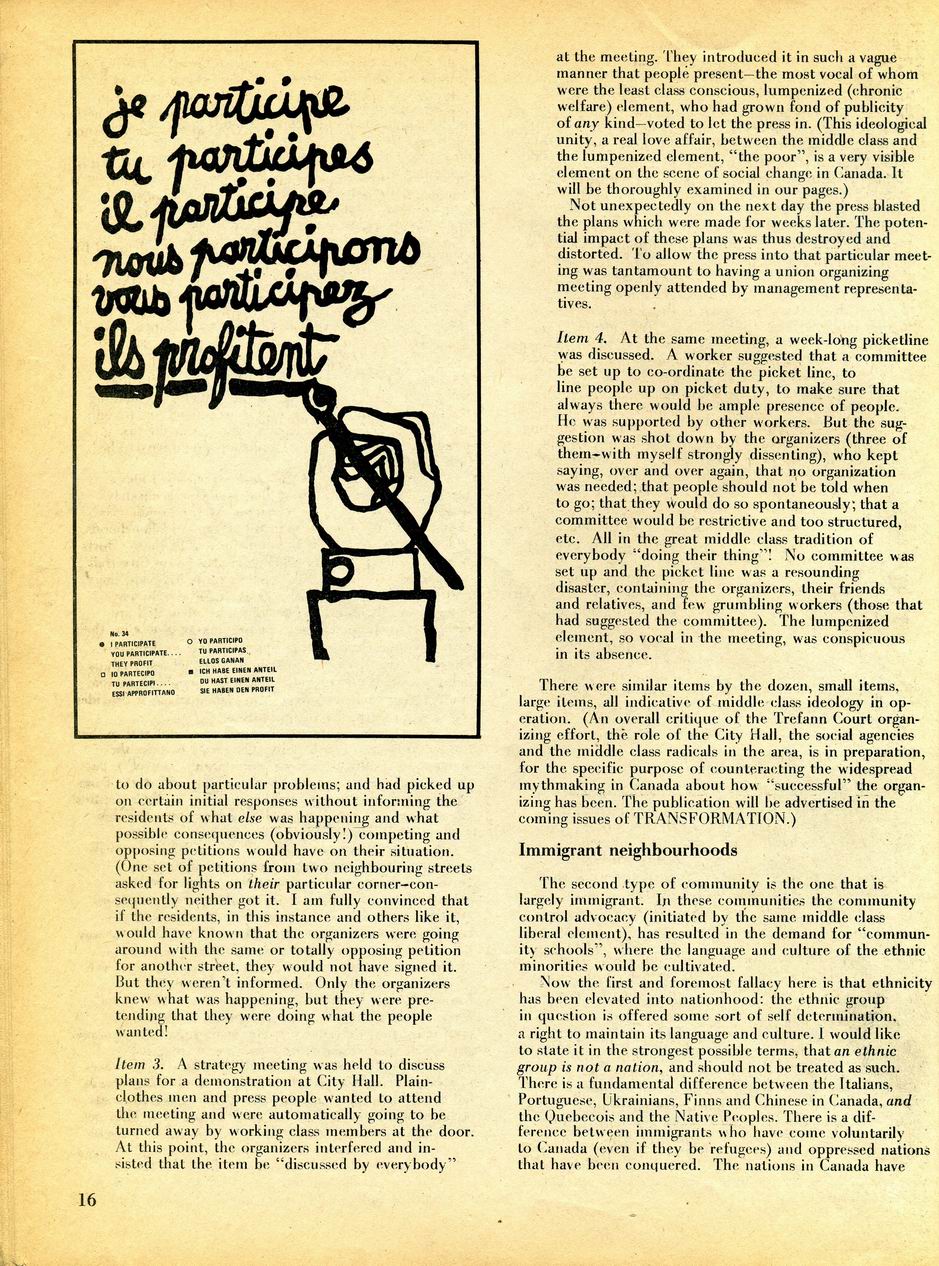 je participe
tu participes
il participe
nous participons
vous participez
ils profitent
No. 34
I PARTICIPATE
YOU PARTICIPATE....
THEY PROFIT
IO PARTECIPO
TU PARTECIPI....
ESSI APPROFITTANO
YO PARTICIPO
TU PARTICIPAS..
ELLOS GANAN
ICH HABE EINEN ANTEIL
DU HAST EINEN ANTEIL
SIE HABEN DEN PROFIT
to do about particular problems; and had picked up
on certain initial responses without informing the
residents of what else was happening and what
possible consequences (obviously!) competing and
opposing petitions would have on their situation.
(One set of petitions from two neighbouring streets
asked for lights on their particular corner—con-
sequently neither got it. I am fully convinced that
if the residents, in this instance and others like it,
would have known that the organizers were going
around with the same or totally opposing petition
for another street, they would not have signed it.
But they weren't informed. Only the organizers
knew what was happening, but they were pre-
tending that they were doing what the people
wanted!
Item 3. A strategy meeting was held to discuss
plans for a demonstration at City Hall. Plain-
clothes men and press people wanted to attend
the meeting and were automatically going to be
turned away by working class members at the door.
At this point, the organizers interfered and in-
sisted that the item be "discussed by everybody"
16
at the meeting. They introduced it in such a vague
manner that people present—the most vocal of whom
were the least class conscious, lumpenized (chronic
welfare) element, who had grown fond of publicity
of any kind—voted to let the press in. (This ideological
unity, a real love affair, between the middle class and
the lumpenized element, "the poor", is a very visible
element on the scene of social change in Canada. It
will be thoroughly examined in our pages.)
Not unexpectedly on the next day the press blasted
the plans which were made for weeks later. The poten-
tial impact of these plans was thus destroyed and
distorted. To allow the press into that particular meet-
ing was tantamount to having a union organizing
meeting openly attended by management representa-
tives.
Item 4. At the same meeting, a week-long picketline
was discussed. A worker suggested that a committee
be set up to co-ordinate the picket line, to
line people up on picket duty, to make sure that
always there would be ample presence of people.
He was supported by other workers. But the sug-
gestion was shot down by the organizers (three of
them—with myself strongly dissenting), who kept
saying, over and over again, that no organization
was needed; that people should not be told when
to go; that they would do so spontaneously; that a
committee would be restrictive and too structured,
etc. All in the great middle class tradition of
everybody "doing their thing"! No committee was
set up and the picket line was a resounding
disaster, containing the organizers, their friends
and relatives, and few grumbling workers (those that
had suggested the committee). The lumpenized
element, so vocal in the meeting, was conspicuous
in its absence.
There were similar items by the dozen, small items,
large items, all indicative of middle class ideology in op-
eration. (An overall critique of the Trefann Court organ-
izing effort, the role of the City Hall, the social agencies
and the middle class radicals in the area, is in preparation,
for the specific purpose of counteracting the widespread
mythmaking in Canada about how "successful" the organ-
izing has been. The publication will be advertised in the
coming issues of TRANSFORMATION.)
Immigrant neighbourhoods
The second type of community is the one that is
largely immigrant. In these communities the community
control advocacy (initiated by the same middle class
liberal element), has resulted in the demand for "commun-
ity schools", where the language and culture of the ethnic
minorities would be cultivated.
Now the first and foremost fallacy here is that ethnicity
has been elevated into nationhood: the ethnic group
in question is offered some sort of self determination,
a right to maintain its language and culture. I would like
to state it in the strongest possible terms, that an ethnic
group is not a nation, and should not be treated as such.
There is a fundamental difference between the Italians,
Portuguese, Ukrainians, Finns and Chinese in Canada, and
the Quebecois and the Native Peoples. There is a dif-
ference between immigrants who have come voluntarily
to Canada (even if they be refugees) and oppressed nations
that have been conquered. The nations in Canada have